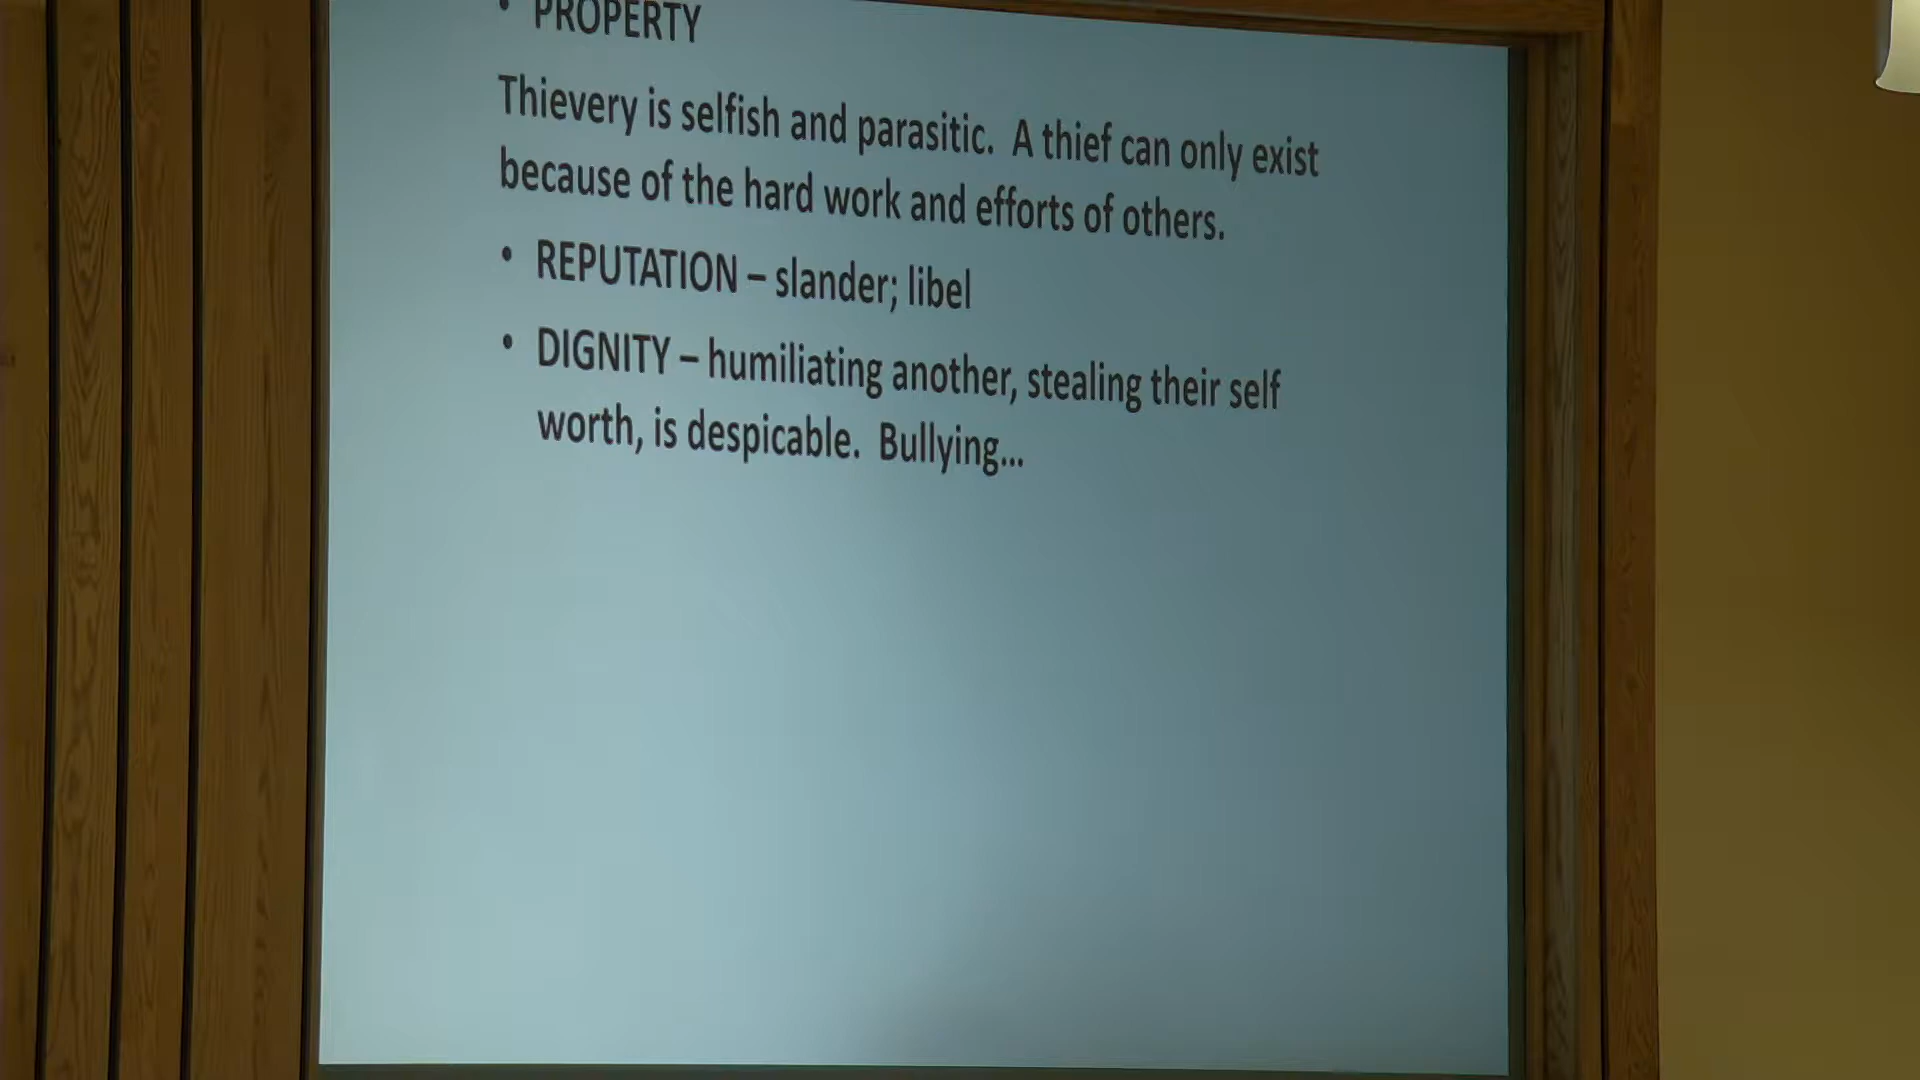 • PROPERTY
Thievery is selfish and parasitic.  A thief can only exist
because of the hard work and efforts of others.
• REPUTATION – slander; libel
• DIGNITY – humiliating another, stealing their self
worth, is despicable.  Bullying...